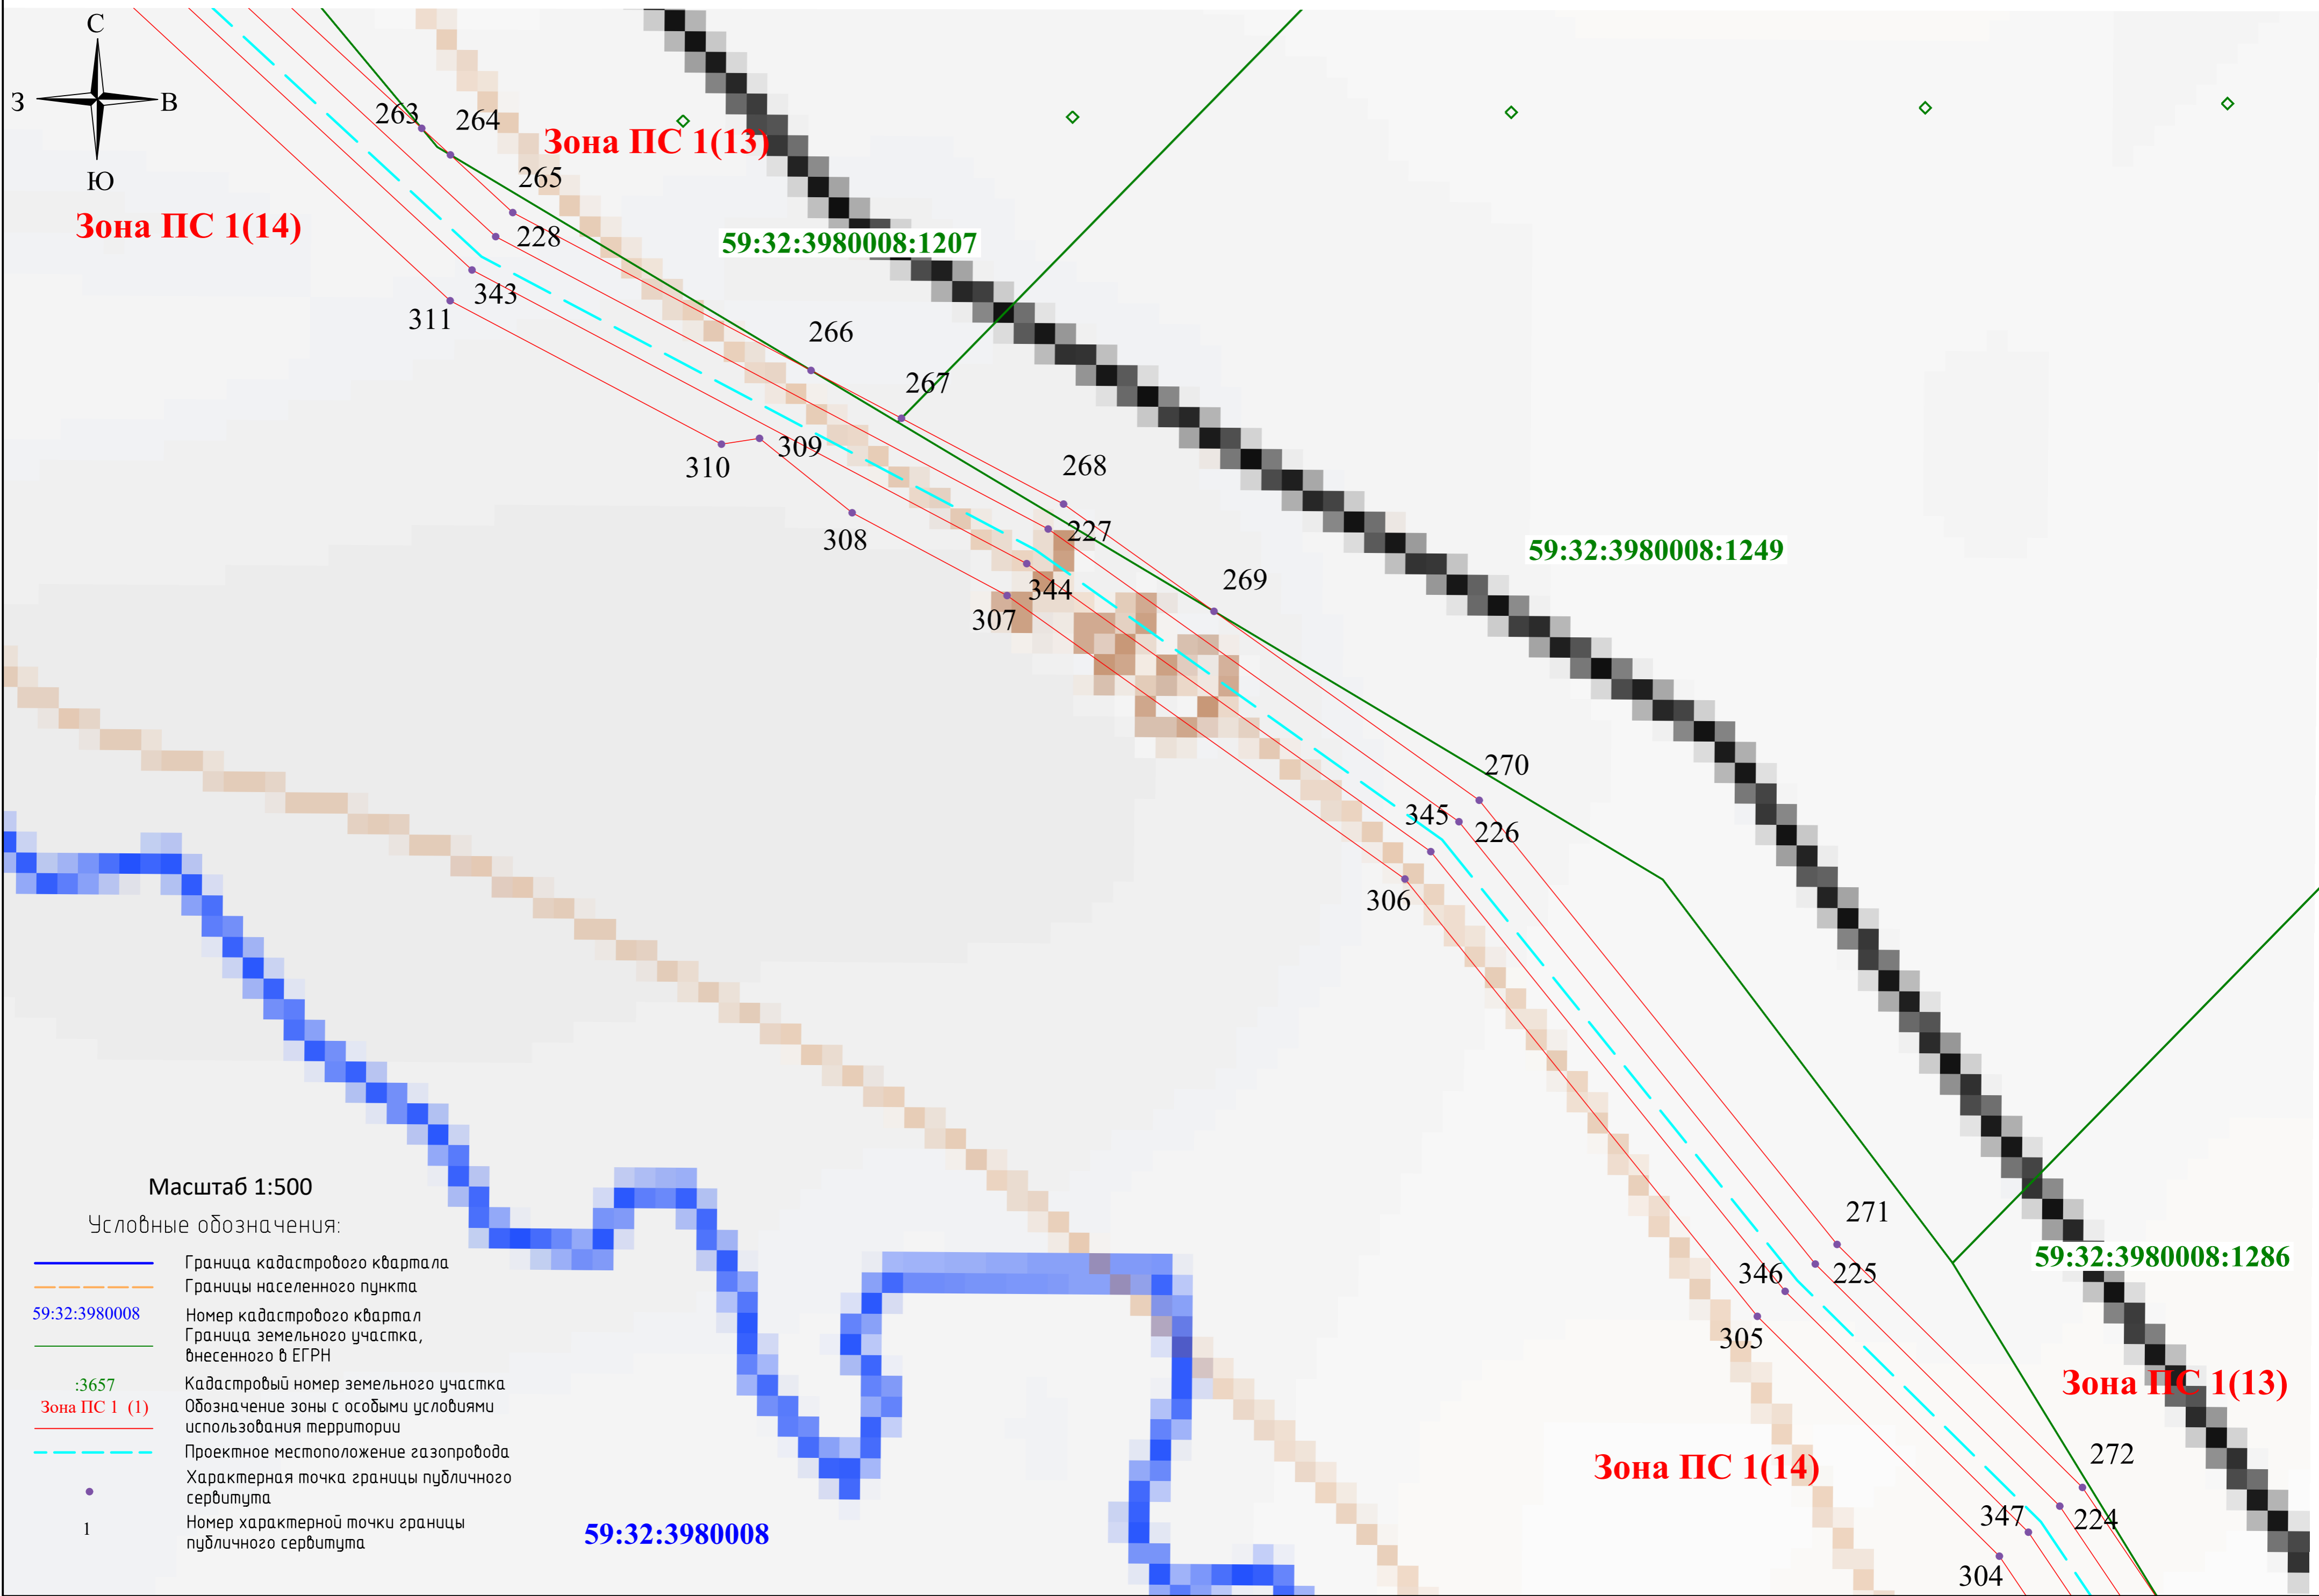 С
З
В
Ю
263
264
Зона ПС 1(13)
265
Зона ПС 1(14)
228
59:32:3980008:1207
343
311
266
267
309
310
268
227
308
59:32:3980008:1249
269
344
307
270
345
226
306
271
59:32:3980008:1286
346
225
305
Зона ПС 1(13)
272
Зона ПС 1(14)
347
224
304
Масштаб 1:500
Условные обозначения:
Граница кадастрового квартала
Границы населенного пункта
59:32:3980008
Номер кадастрового квартал
Граница земельного участка,
внесенного в ЕГРН
:3657
Кадастровый номер земельного участка
Зона ПС 1 (1)
Обозначение зоны с особыми условиями
использования территории
Проектное местоположение газопровода
Характерная точка границы публичного
сервитута
1
Номер характерной точки границы
публичного сервитута
59:32:3980008